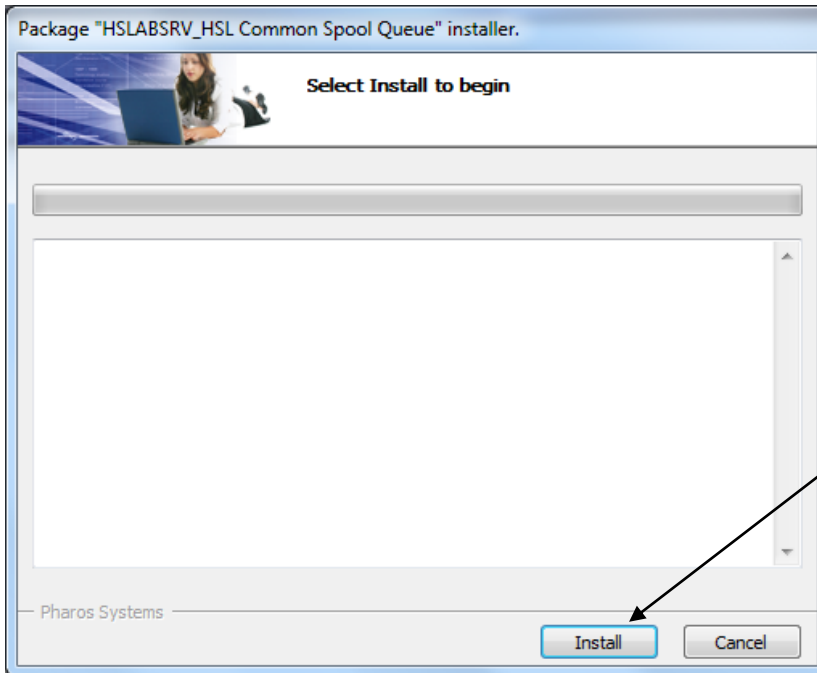 Package "HSLABSRV_HSL Common Spool Queue" installer.
Select Install to begin
Pharos Systems
Install
Cancel